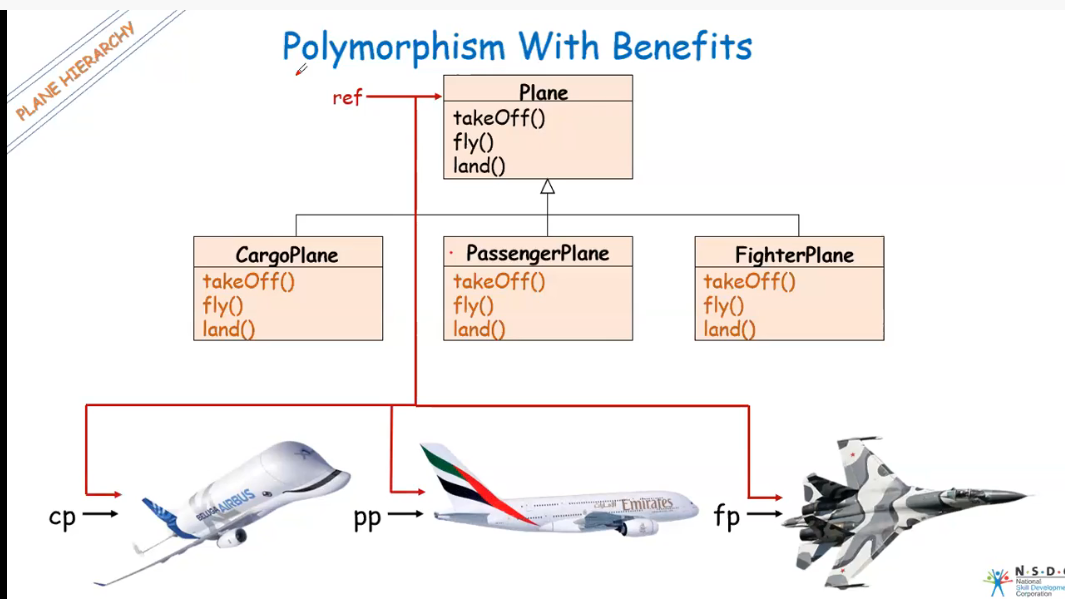 PLANE HIERARCHY
Polymorphism With Benefits
ref
Plane
takeOff()
fly()
land()
CargoPlane
takeOff()
fly()
land()
PassengerPlane
takeOff()
fly()
land()
FighterPlane
takeOff()
fly()
land()
cp
BELUGA AIRBUS
pp
Emirates
fp
N·S·D·C
National
Skill Developme
Corporation